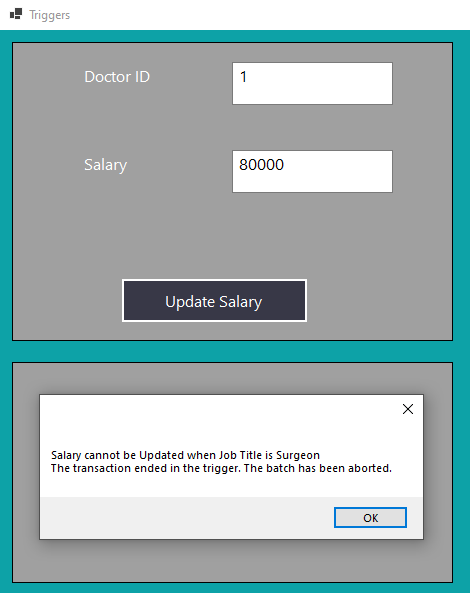 Triggers
Doctor ID
1
Salary
80000
Update Salary
Salary cannot be Updated when Job Title is Surgeon
The transaction ended in the trigger. The batch has been aborted.
OK